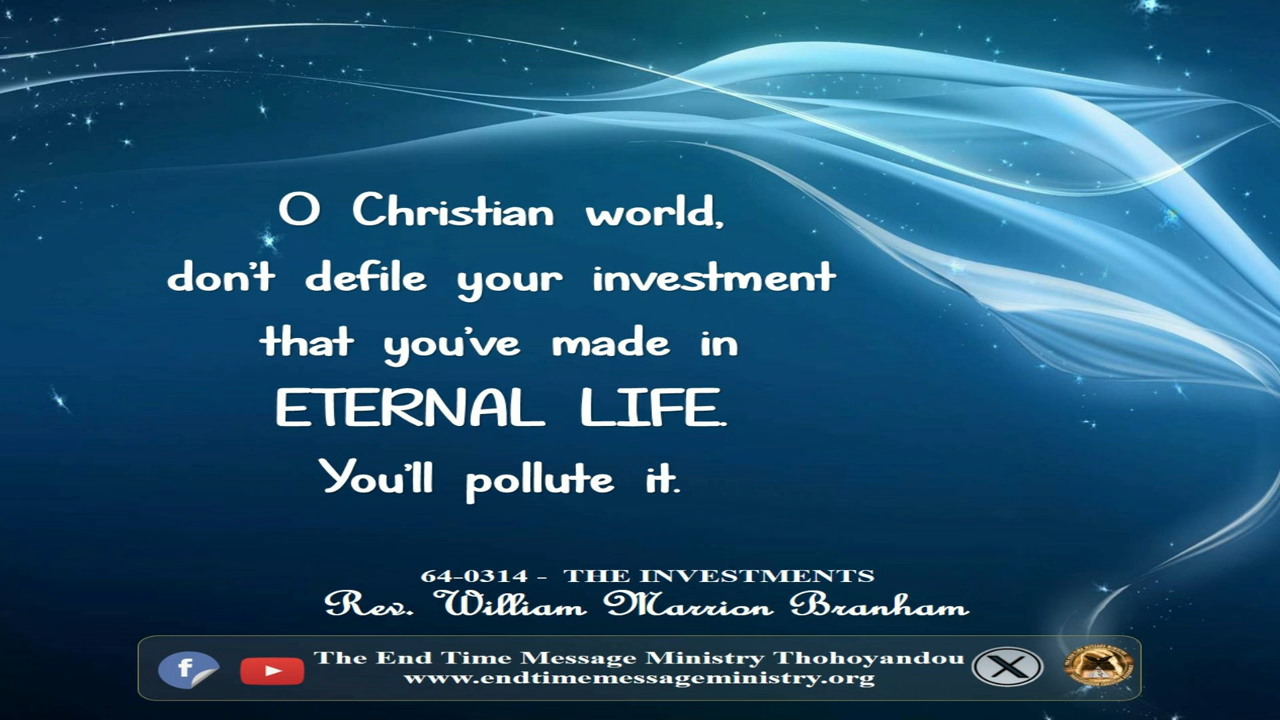 O Christian world,
don't defile your investment
that you've made in
ETERNAL LIFE.
You'll pollute it.
64-0314 - THE INVESTMENTS
Rev. William Marrion Branham
The End Time Message Ministry Thohoyandou
www.endtimemessageministry.org